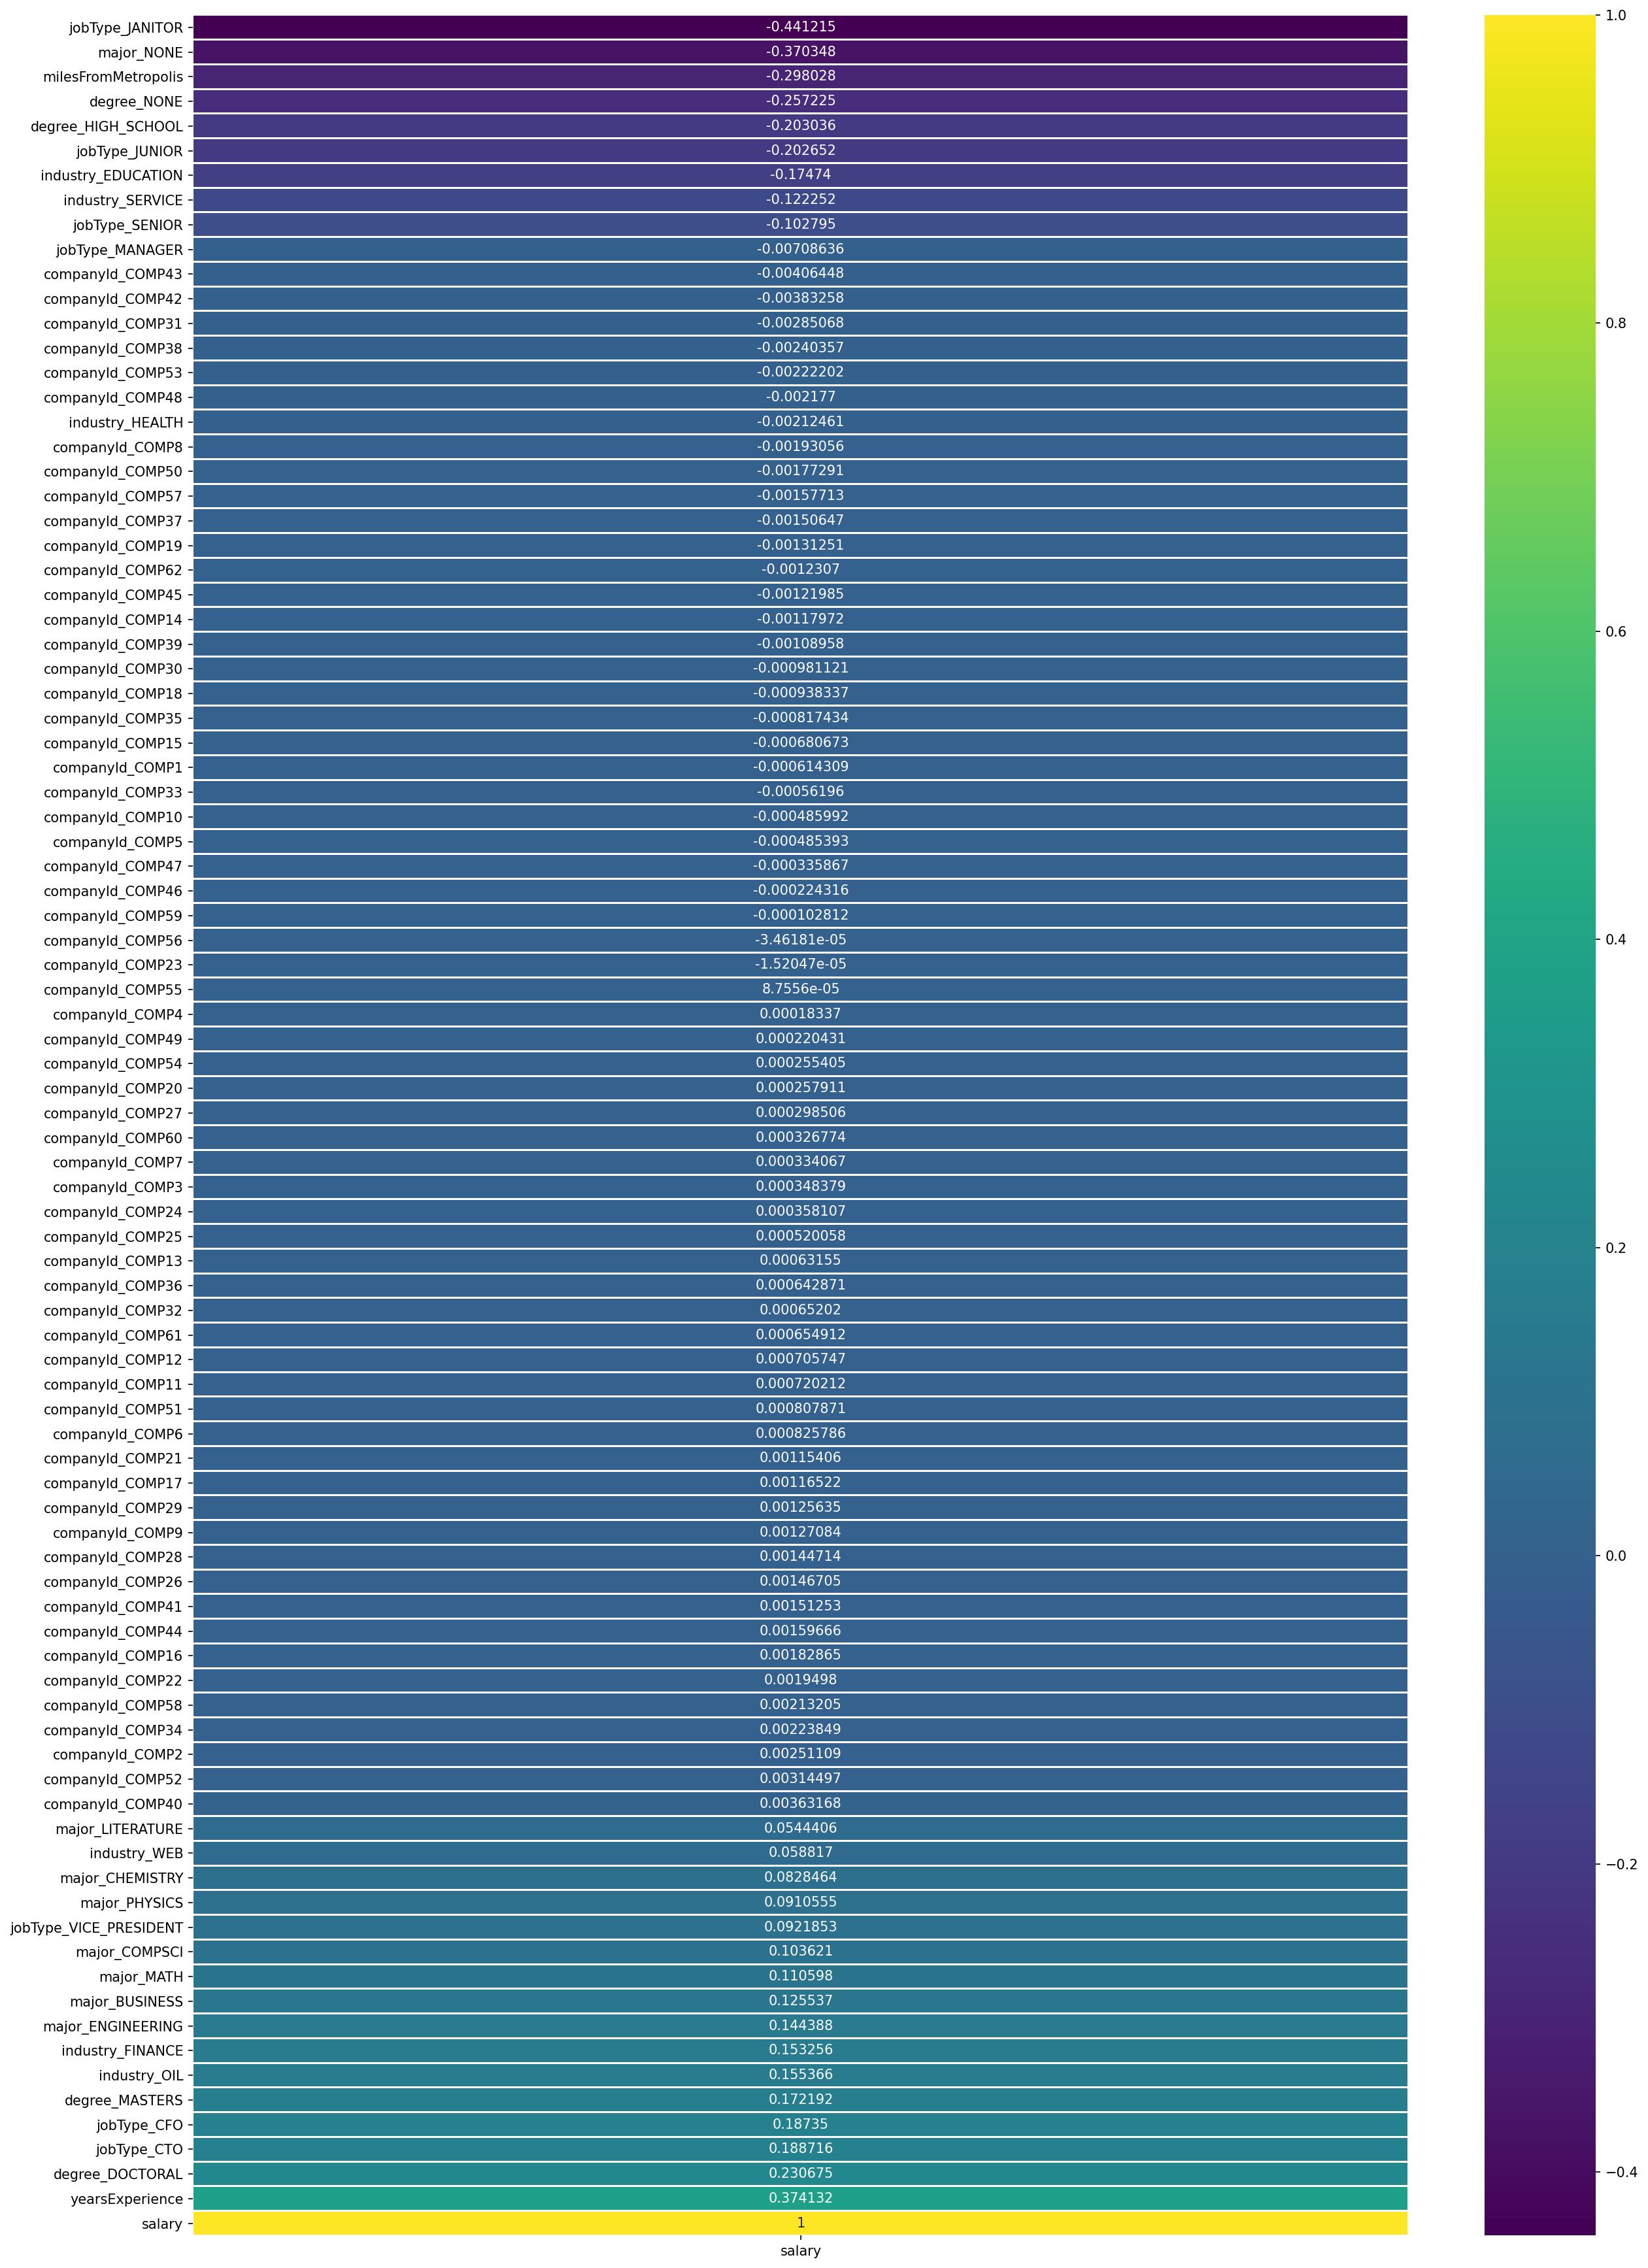 jobType_JANITOR -0.441215
major_NONE -0.370348
milesFromMetropolis -0.298028
degree_NONE -0.257225
degree_HIGH_SCHOOL -0.203036
jobType_JUNIOR -0.202652
industry_EDUCATION -0.17474
industry_SERVICE -0.122252
jobType_SENIOR -0.102795
jobType_MANAGER -0.00708636
companyId_COMP43 -0.00406448
companyId_COMP42 -0.00383258
companyId_COMP31 -0.00285068
companyId_COMP38 -0.00240357
companyId_COMP53 -0.00222202
companyId_COMP48 -0.002177
industry_HEALTH -0.00212461
companyId_COMP8 -0.00193056
companyId_COMP50 -0.00177291
companyId_COMP57 -0.00157713
companyId_COMP37 -0.00150647
companyId_COMP19 -0.00131251
companyId_COMP62 -0.0012307
companyId_COMP45 -0.00121985
companyId_COMP14 -0.00117972
companyId_COMP39 -0.00108958
companyId_COMP30 -0.000981121
companyId_COMP18 -0.000938337
companyId_COMP35 -0.000817434
companyId_COMP15 -0.000680673
companyId_COMP1 -0.000614309
companyId_COMP33 -0.00056196
companyId_COMP10 -0.000485992
companyId_COMP5 -0.000485393
companyId_COMP47 -0.000335867
companyId_COMP46 -0.000224316
companyId_COMP59 -0.000102812
companyId_COMP56 -3.46181e-05
companyId_COMP23 -1.52047e-05
companyId_COMP55 8.7556e-05
companyId_COMP4 0.00018337
companyId_COMP49 0.000220431
companyId_COMP54 0.000255405
companyId_COMP20 0.000257911
companyId_COMP27 0.000298506
companyId_COMP60 0.000326774
companyId_COMP7 0.000334067
companyId_COMP3 0.000348379
companyId_COMP24 0.000358107
companyId_COMP25 0.000520058
companyId_COMP13 0.00063155
companyId_COMP36 0.000642871
companyId_COMP32 0.00065202
companyId_COMP61 0.000654912
companyId_COMP12 0.000705747
companyId_COMP11 0.000720212
companyId_COMP51 0.000807871
companyId_COMP6 0.000825786
companyId_COMP21 0.00115406
companyId_COMP17 0.00116522
companyId_COMP29 0.00125635
companyId_COMP9 0.00127084
companyId_COMP28 0.00144714
companyId_COMP26 0.00146705
companyId_COMP41 0.00151253
companyId_COMP44 0.00159666
companyId_COMP16 0.00182865
companyId_COMP22 0.0019498
companyId_COMP58 0.00213205
companyId_COMP34 0.00223849
companyId_COMP2 0.00251109
companyId_COMP52 0.00314497
companyId_COMP40 0.00363168
major_LITERATURE 0.0544406
industry_WEB 0.058817
major_CHEMISTRY 0.0828464
major_PHYSICS 0.0910555
jobType_VICE_PRESIDENT 0.0921853
major_COMPSCI 0.103621
major_MATH 0.110598
major_BUSINESS 0.125537
major_ENGINEERING 0.144388
industry_FINANCE 0.153256
industry_OIL 0.155366
degree_MASTERS 0.172192
jobType_CFO 0.18735
jobType_CTO 0.188716
degree_DOCTORAL 0.230675
yearsExperience 0.374132
salary 1
salary
1.0
0.8
0.6
0.4
0.2
0.0
−0.2
−0.4